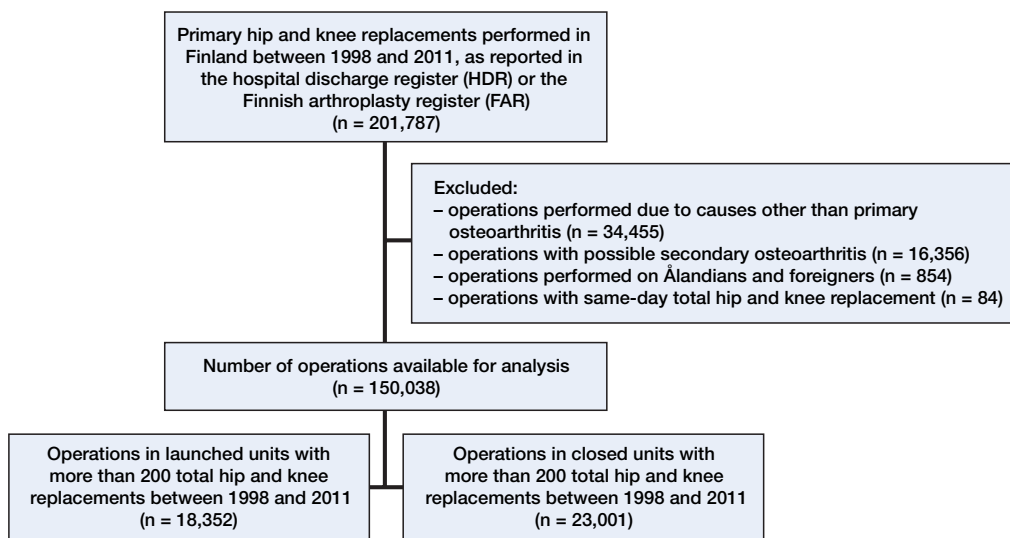 Primary hip and knee replacements performed in
Finland between 1998 and 2011, as reported in
the hospital discharge register (HDR) or the
Finnish arthroplasty register (FAR)
(n = 201,787)
Excluded:
– operations performed due to causes other than primary
osteoarthritis (n = 34,455)
– operations with possible secondary osteoarthritis (n = 16,356)
– operations performed on Ålandians and foreigners (n = 854)
– operations with same-day total hip and knee replacement (n = 84)
Number of operations available for analysis
(n = 150,038)
Operations in launched units with
more than 200 total hip and knee
replacements between 1998 and 2011
(n = 18,352)
Operations in closed units with
more than 200 total hip and knee
replacements between 1998 and 2011
(n = 23,001)